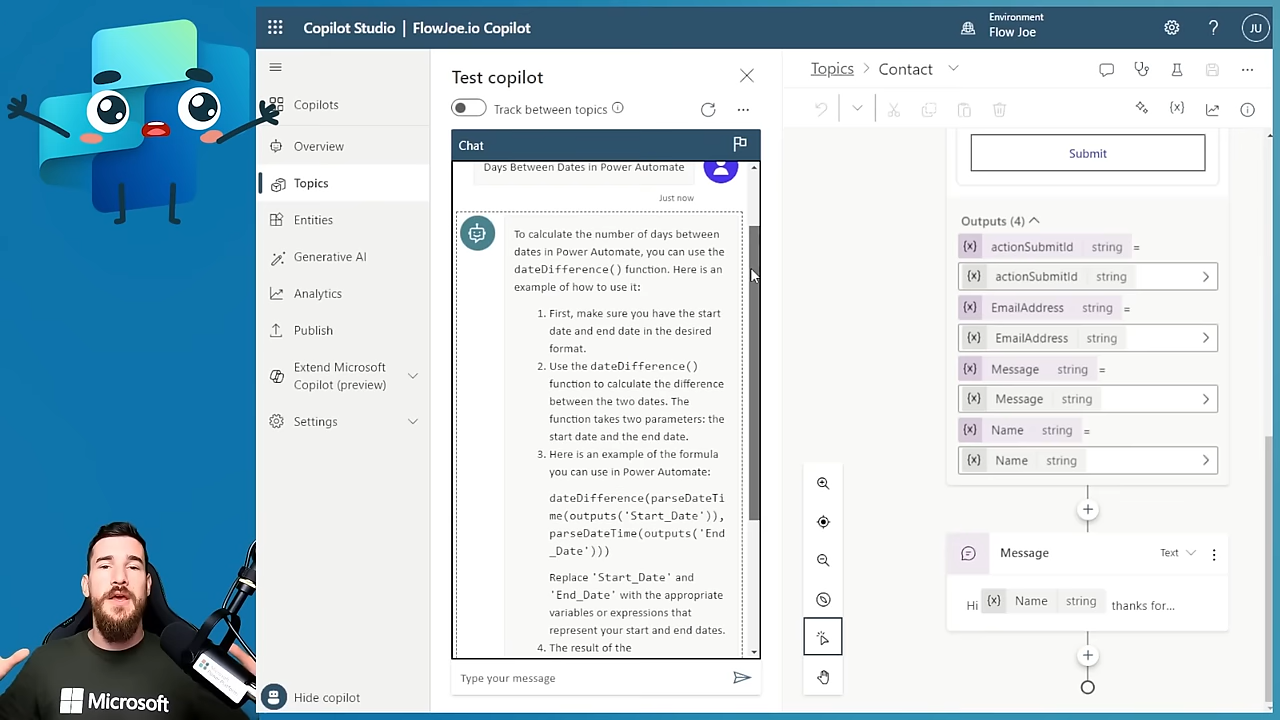 Copilot Studio | FlowJoe.io Copilot
Environment
Flow Joe
JU
Copilots
Overview
Topics
Entities
Generative AI
Analytics
Publish
Extend Microsoft
Copilot (preview)
Settings
Hide copilot
Test copilot
Track between topics
Chat
Days Between Dates in Power Automate
Just now
To calculate the number of days between
dates in Power Automate, you can use the
dateDifference() function. Here is an
example of how to use it:
1. First, make sure you have the start
date and end date in the desired
format.
2. Use the dateDifference()
function to calculate the difference
between the two dates. The
function takes two parameters: the
start date and the end date.
3. Here is an example of the formula
you can use in Power Automate:
dateDifference(parseDateTi
me(outputs('Start_Date')),
parseDateTime(outputs('End
_Date')))
Replace 'Start_Date' and
'End_Date' with the appropriate
variables or expressions that
represent your start and end dates.
4. The result of the
Type your message
Topics > Contact
Submit
Outputs (4)
{x} actionSubmitId string =
{x} actionSubmitId string
{x} EmailAddress string =
{x} EmailAddress string
{x} Message string =
{x} Message string
{x} Name string =
{x} Name string
Message Text
Hi {x} Name string thanks for...
Microsoft